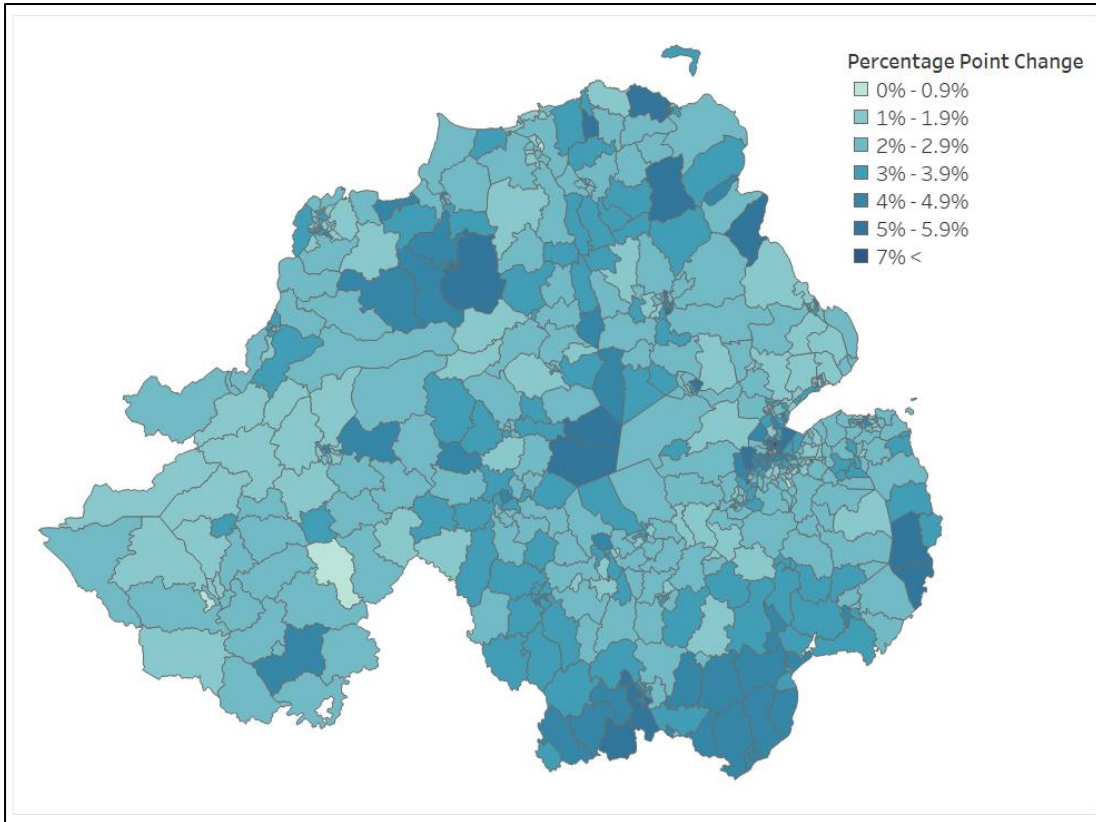 Percentage Point Change
0% - 0.9%
1% - 1.9%
2% - 2.9%
3% - 3.9%
4% - 4.9%
5% - 5.9%
7% <